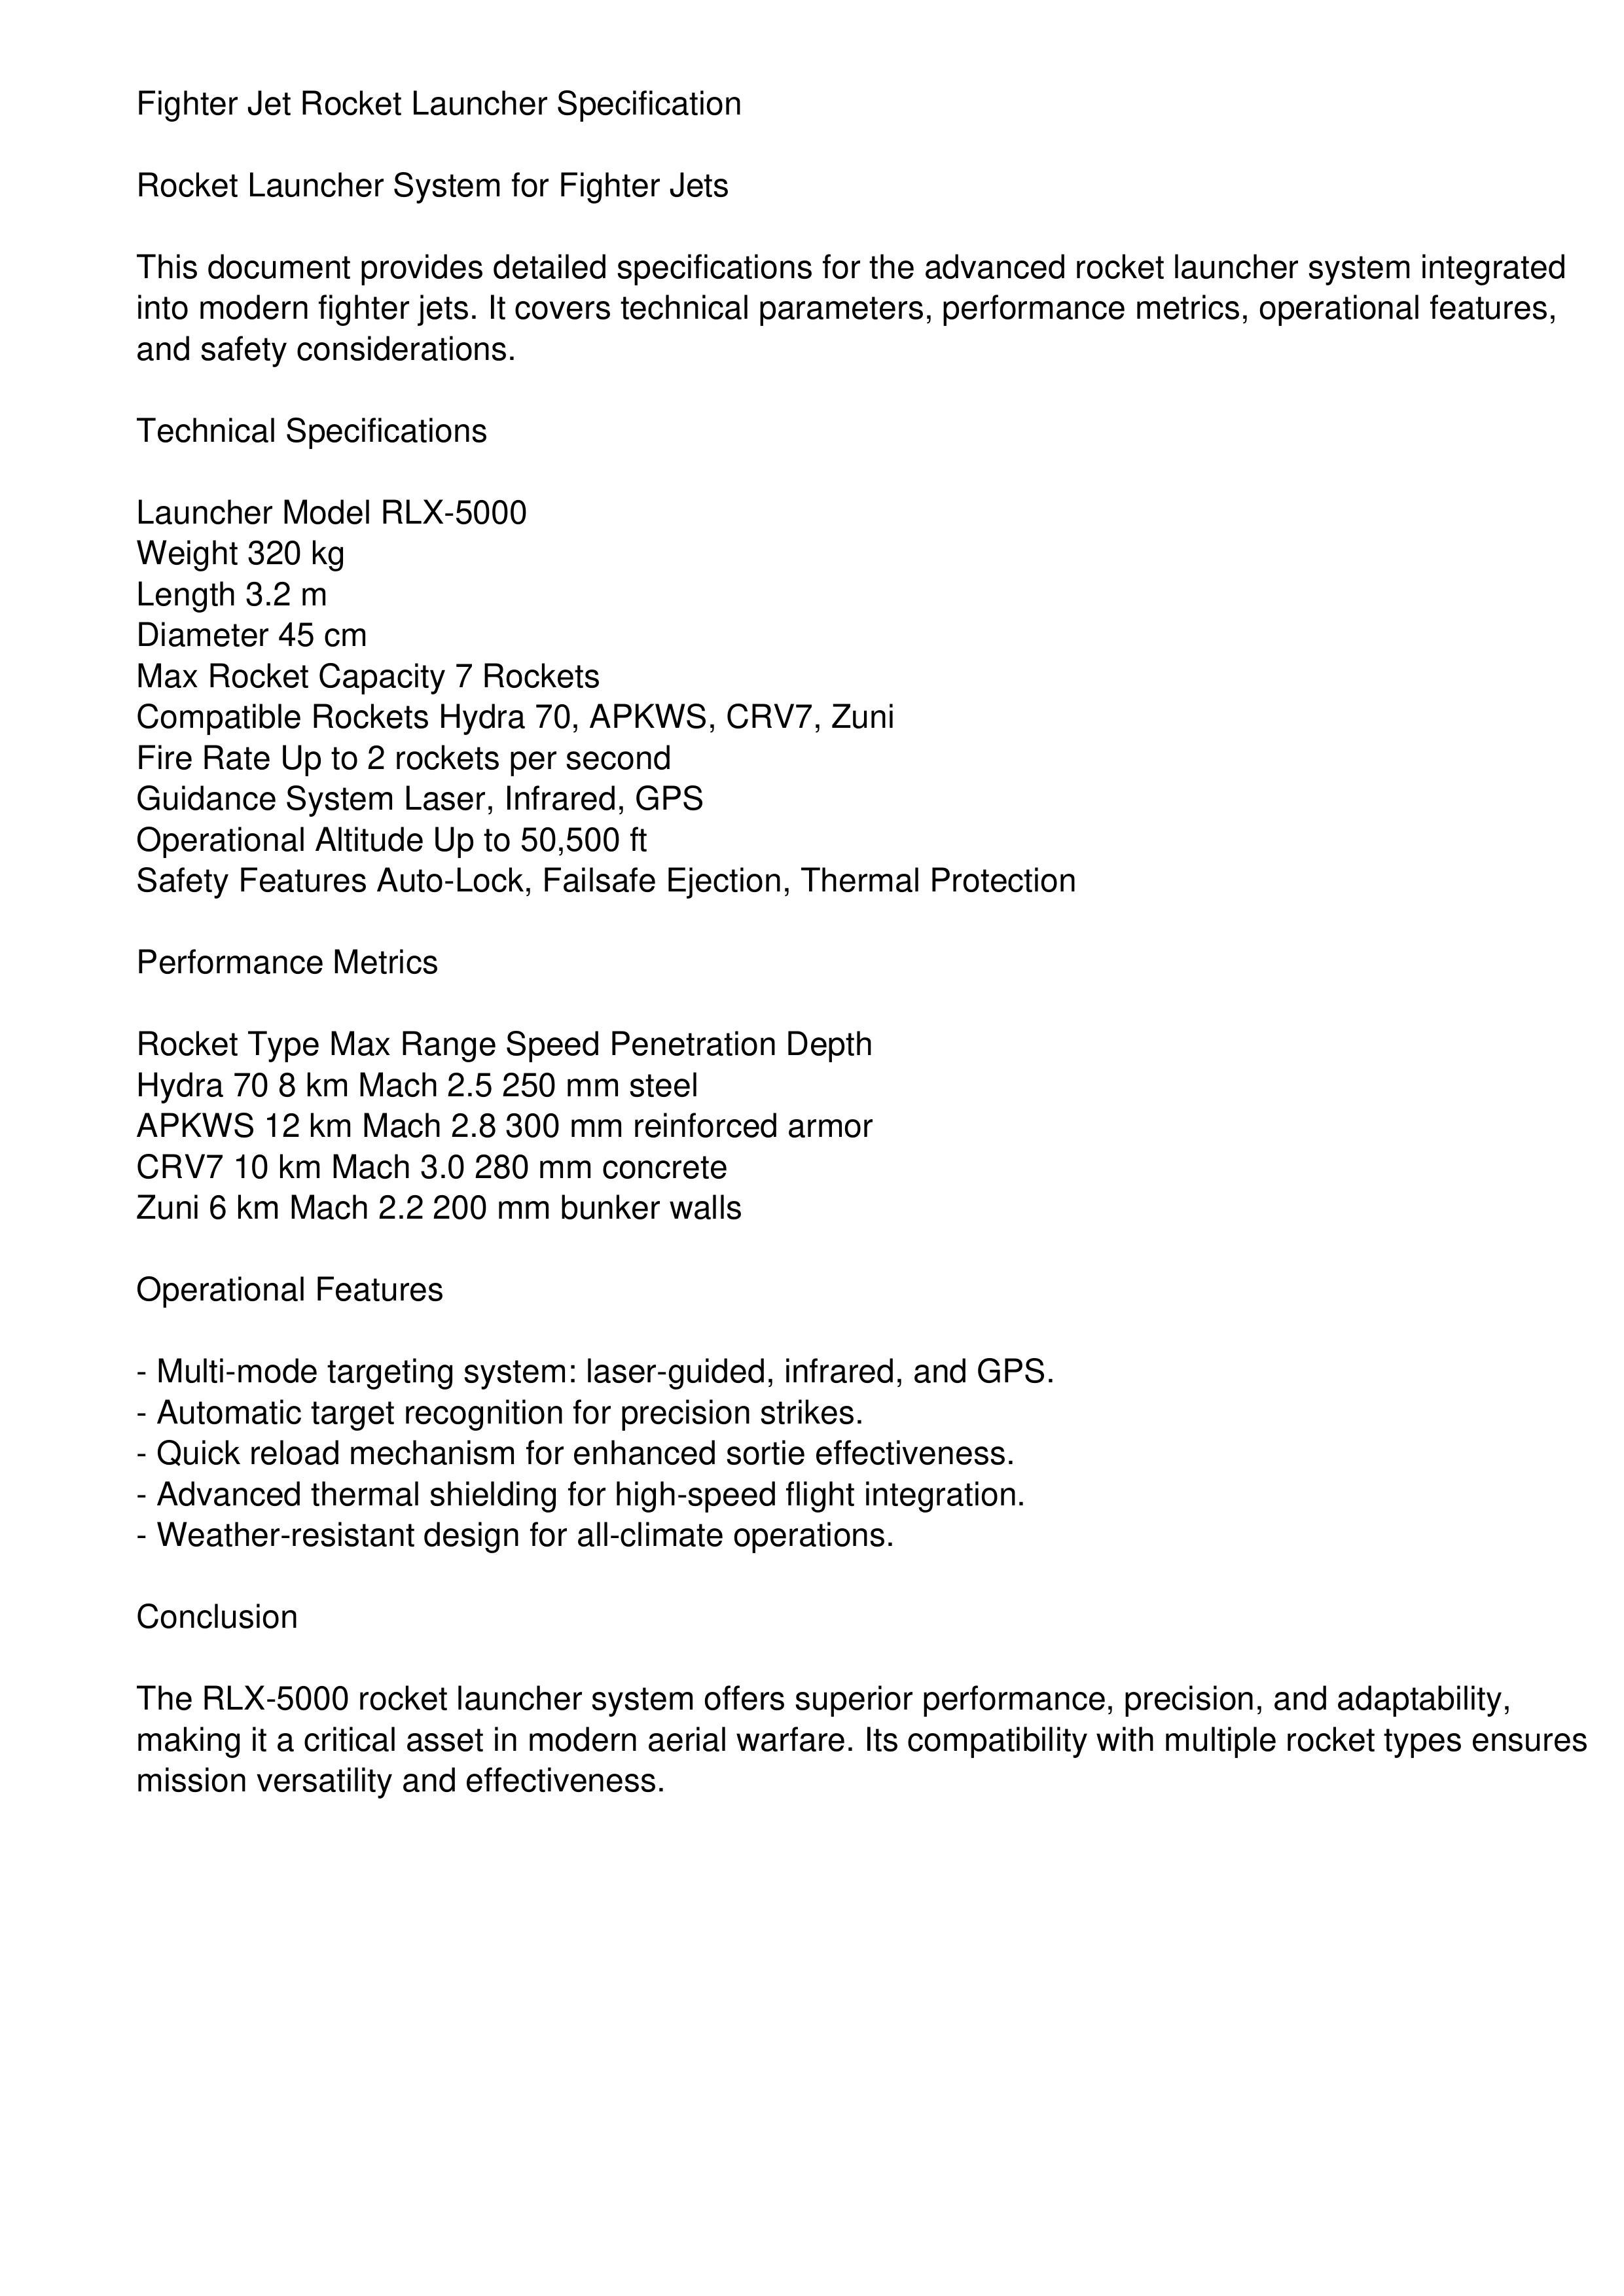 Fighter Jet Rocket Launcher Specification
Rocket Launcher System for Fighter Jets
This document provides detailed specifications for the advanced rocket launcher system integrated
into modern fighter jets. It covers technical parameters, performance metrics, operational features,
and safety considerations.
Technical Specifications
Launcher Model RLX-5000
Weight 320 kg
Length 3.2 m
Diameter 45 cm
Max Rocket Capacity 7 Rockets
Compatible Rockets Hydra 70, APKWS, CRV7, Zuni
Fire Rate Up to 2 rockets per second
Guidance System Laser, Infrared, GPS
Operational Altitude Up to 50,500 ft
Safety Features Auto-Lock, Failsafe Ejection, Thermal Protection
Performance Metrics
Rocket Type Max Range Speed Penetration Depth
Hydra 70 8 km Mach 2.5 250 mm steel
APKWS 12 km Mach 2.8 300 mm reinforced armor
CRV7 10 km Mach 3.0 280 mm concrete
Zuni 6 km Mach 2.2 200 mm bunker walls
Operational Features
- Multi-mode targeting system: laser-guided, infrared, and GPS.
- Automatic target recognition for precision strikes.
- Quick reload mechanism for enhanced sortie effectiveness.
- Advanced thermal shielding for high-speed flight integration.
- Weather-resistant design for all-climate operations.
Conclusion
The RLX-5000 rocket launcher system offers superior performance, precision, and adaptability,
making it a critical asset in modern aerial warfare. Its compatibility with multiple rocket types ensures
mission versatility and effectiveness.